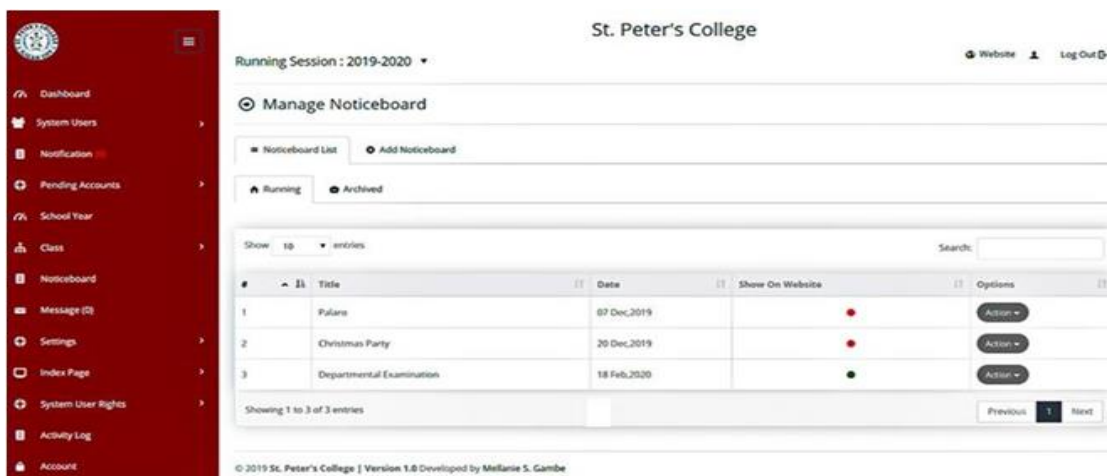 St. Peter's College
Running Session : 2019-2020
Website Log Out
Dashboard
System Users
Notification
Pending Accounts
School Year
Class
Noticeboard
Message (0)
Settings
Index Page
System User Rights
Activity Log
Account
Manage Noticeboard
Noticeboard List Add Noticeboard
Running Archived
Show 10 entries Search:
# Title Date Show On Website Options
1 Palaro 07 Dec,2019 Action
2 Christmas Party 20 Dec,2019 Action
3 Departmental Examination 18 Feb,2020 Action
Showing 1 to 3 of 3 entries Previous 1 Next
© 2019 St. Peter's College | Version 1.0 Developed by Mellanie S. Gambe